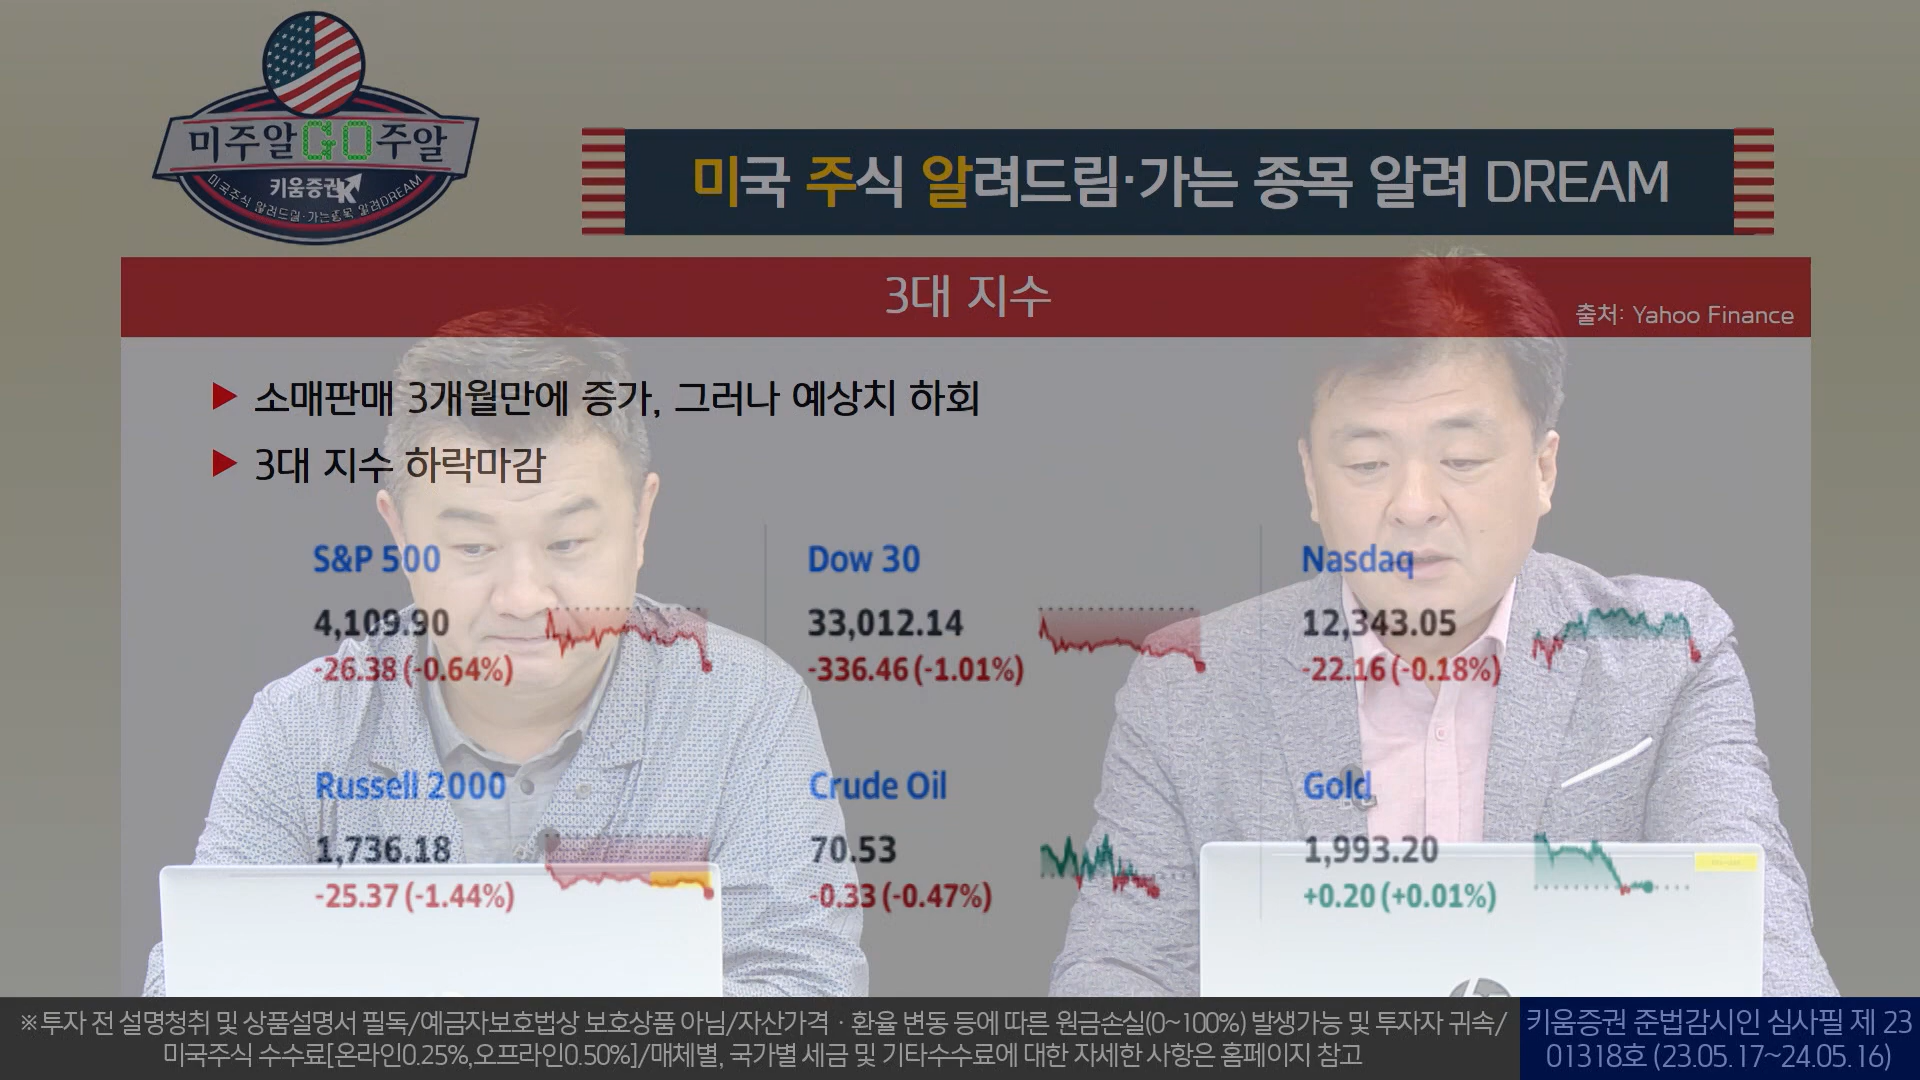 미주알GO주알
키움증권
미국주식 알려드림·가는종목 알려DREAM
미국 주식 알려드림·가는 종목 알려 DREAM
3대 지수
출처: Yahoo Finance
▶ 소매판매 3개월만에 증가, 그러나 예상치 하회
▶ 3대 지수 하락마감
S&P 500
4,109.90
-26.38 (-0.64%)
Dow 30
33,012.14
-336.46 (-1.01%)
Nasdaq
12,343.05
-22.16 (-0.18%)
Russell 2000
1,736.18
-25.37 (-1.44%)
Crude Oil
70.53
-0.33 (-0.47%)
Gold
1,993.20
+0.20 (+0.01%)
※투자 전 설명청취 및 상품설명서 필독/예금자보호법상 보호상품 아님/자산가격·환율 변동 등에 따른 원금손실(0~100%) 발생가능 및 투자자 귀속/
미국주식 수수료[온라인0.25%,오프라인0.50%]/매체별, 국가별 세금 및 기타수수료에 대한 자세한 사항은 홈페이지 참고
키움증권 준법감시인 심사필 제 23
01318호 (23.05.17~24.05.16)